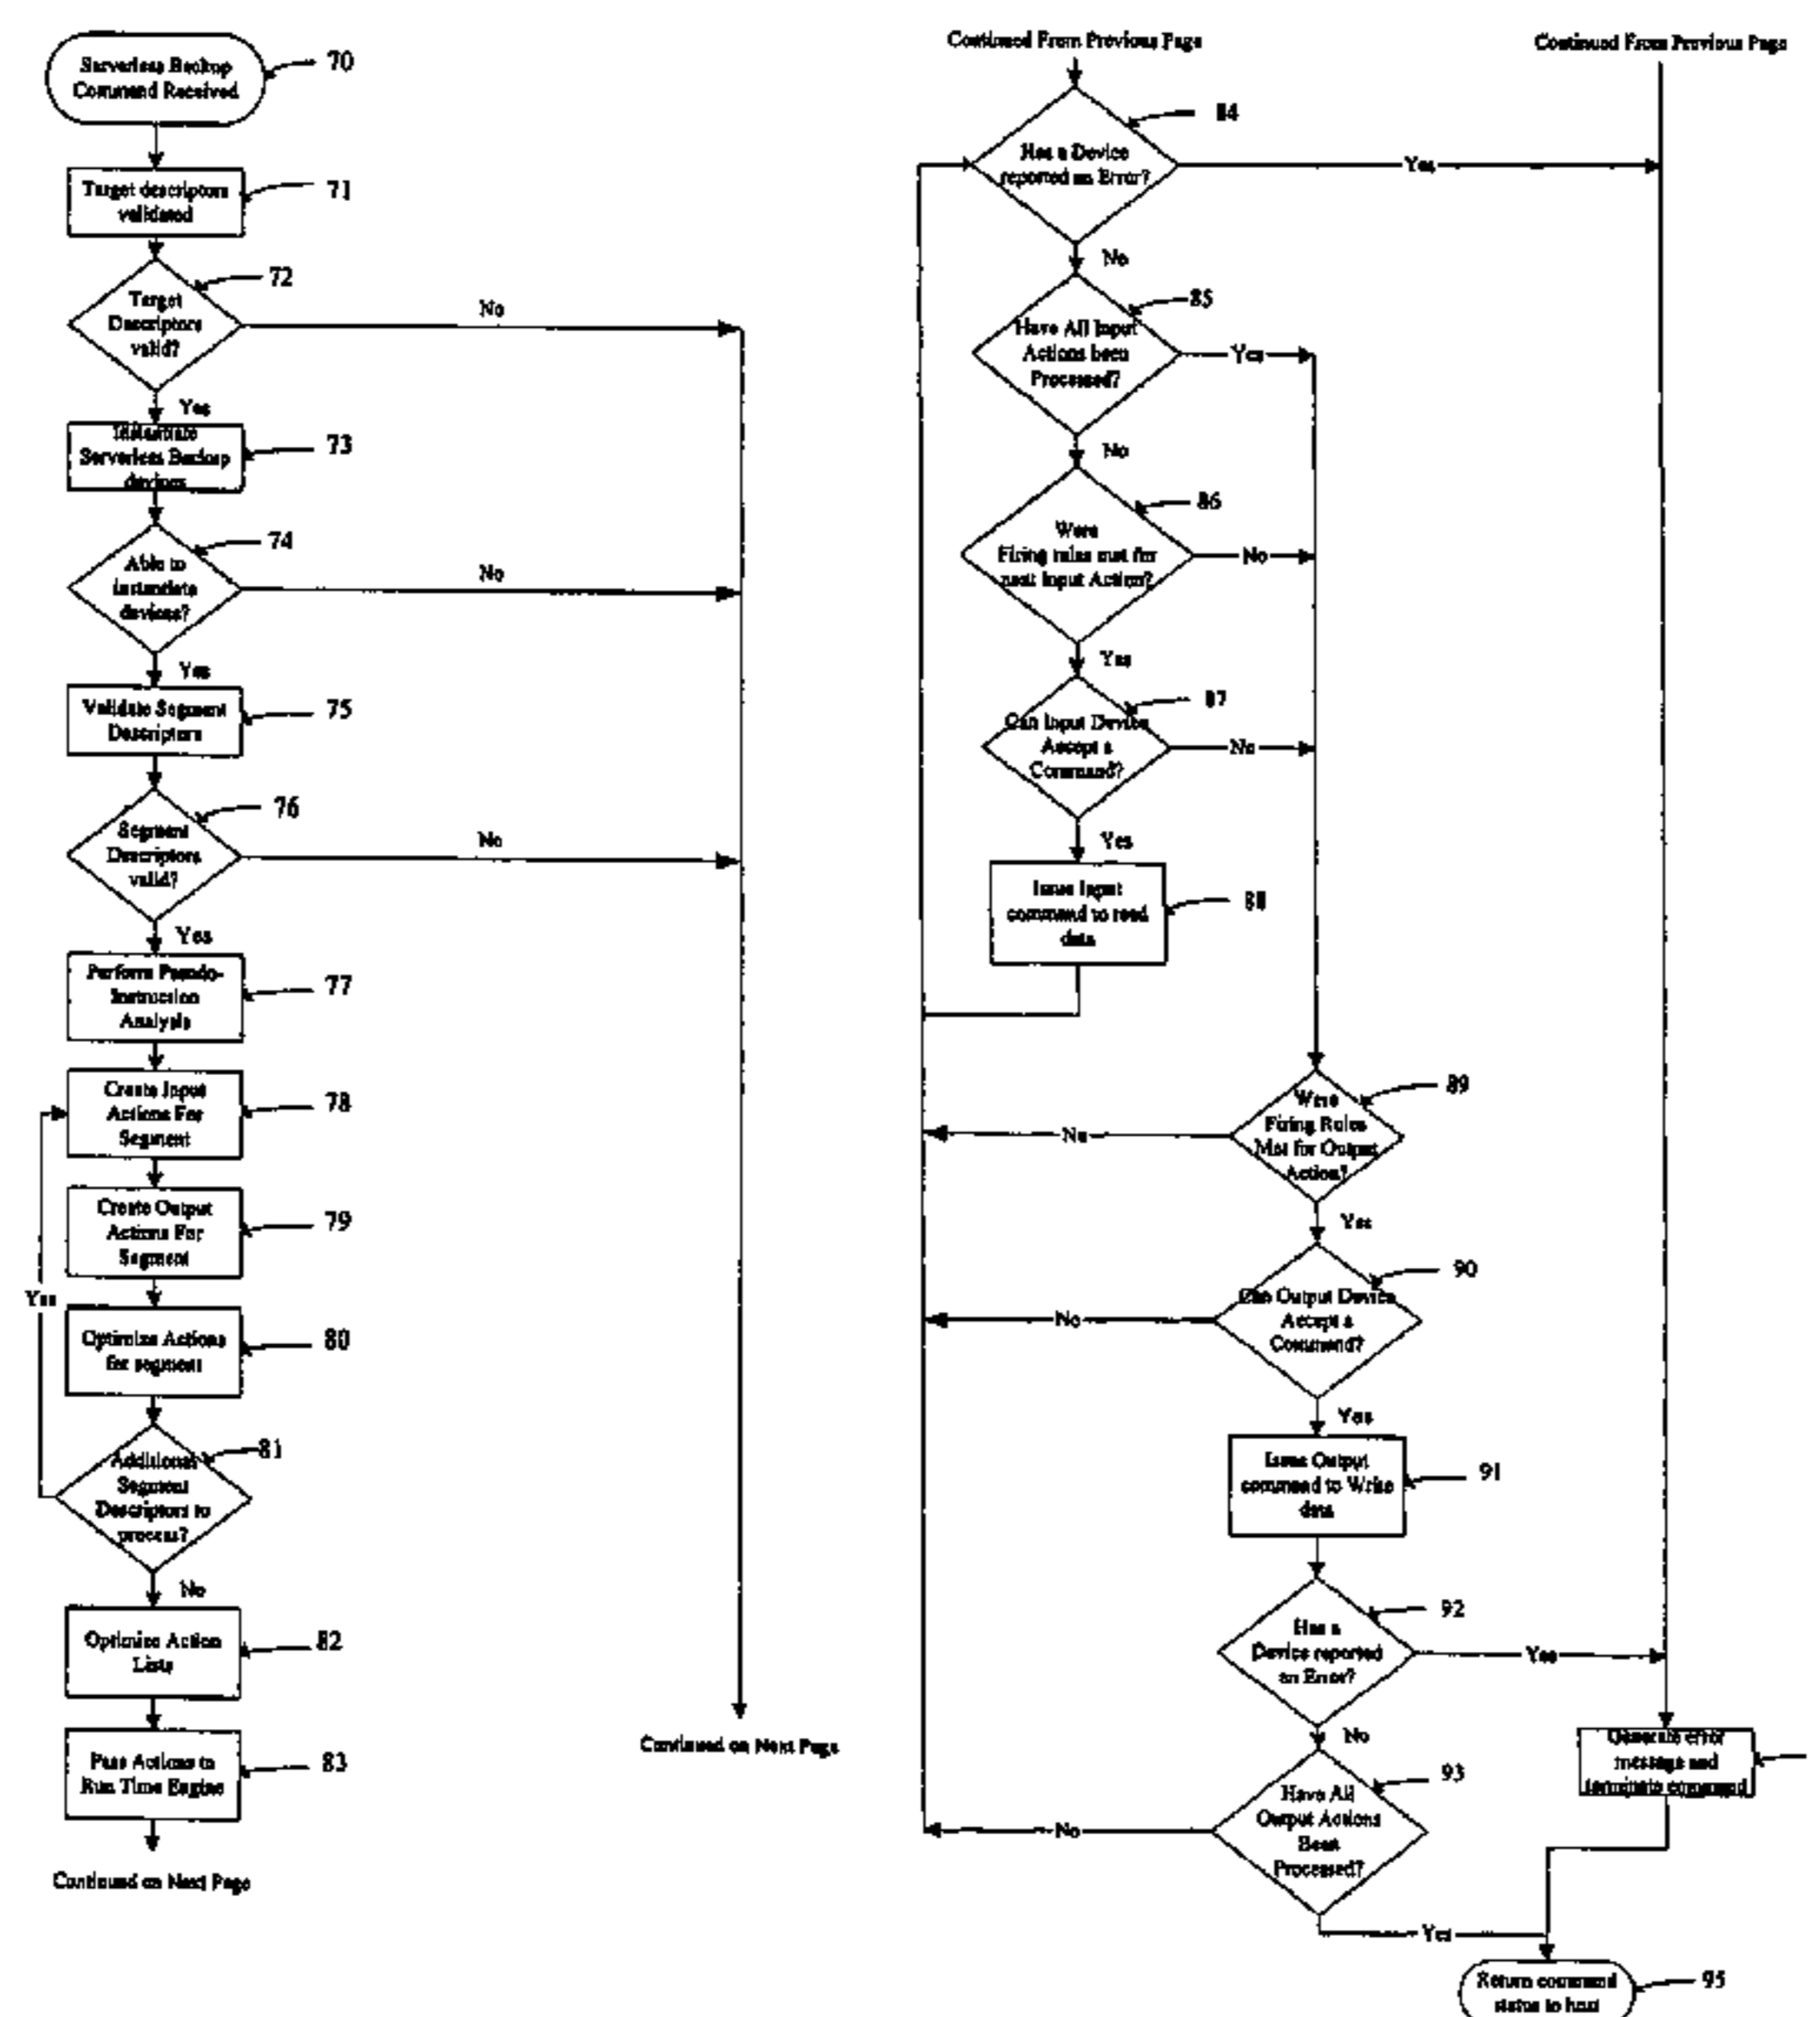 Serverless Backup
Command Received
70
Target descriptors
validated
71
Target
Descriptors
valid?
72
No
Yes
Instantiate
Serverless Backup
devices
73
Able to
instantiate
devices?
74
No
Yes
Validate Segment
Descriptors
75
Segment
Descriptors
valid?
76
No
Yes
Perform Pseudo-
Instruction
Analysis
77
Create Input
Actions For
Segment
78
Create Output
Actions For
Segment
79
Yes
Optimize Actions
for segment
80
Additional
Segment
Descriptors to
process?
81
No
Optimize Action
Lists
82
Pass Actions to
Run Time Engine
83
Continued on Next Page
Continued on Next Page
Continued From Previous Page
Continued From Previous Page
Has a Device
reported an Error?
84
Yes
No
Have All Input
Actions been
Processed?
85
Yes
No
Were
Firing rules met for
next Input Action?
86
No
Yes
Can Input Device
Accept a
Command?
87
No
Yes
Issue Input
command to read
data
88
Were
Firing Rules
Met for Output
Action?
89
No
Yes
Can Output Device
Accept a
Command?
90
No
Yes
Issue Output
command to Write
data
91
Has a
Device reported
an Error?
92
Yes
No
Generate error
message and
terminate command
Have All
Output Actions
Been
Processed?
93
No
Yes
Return command
status to host
95